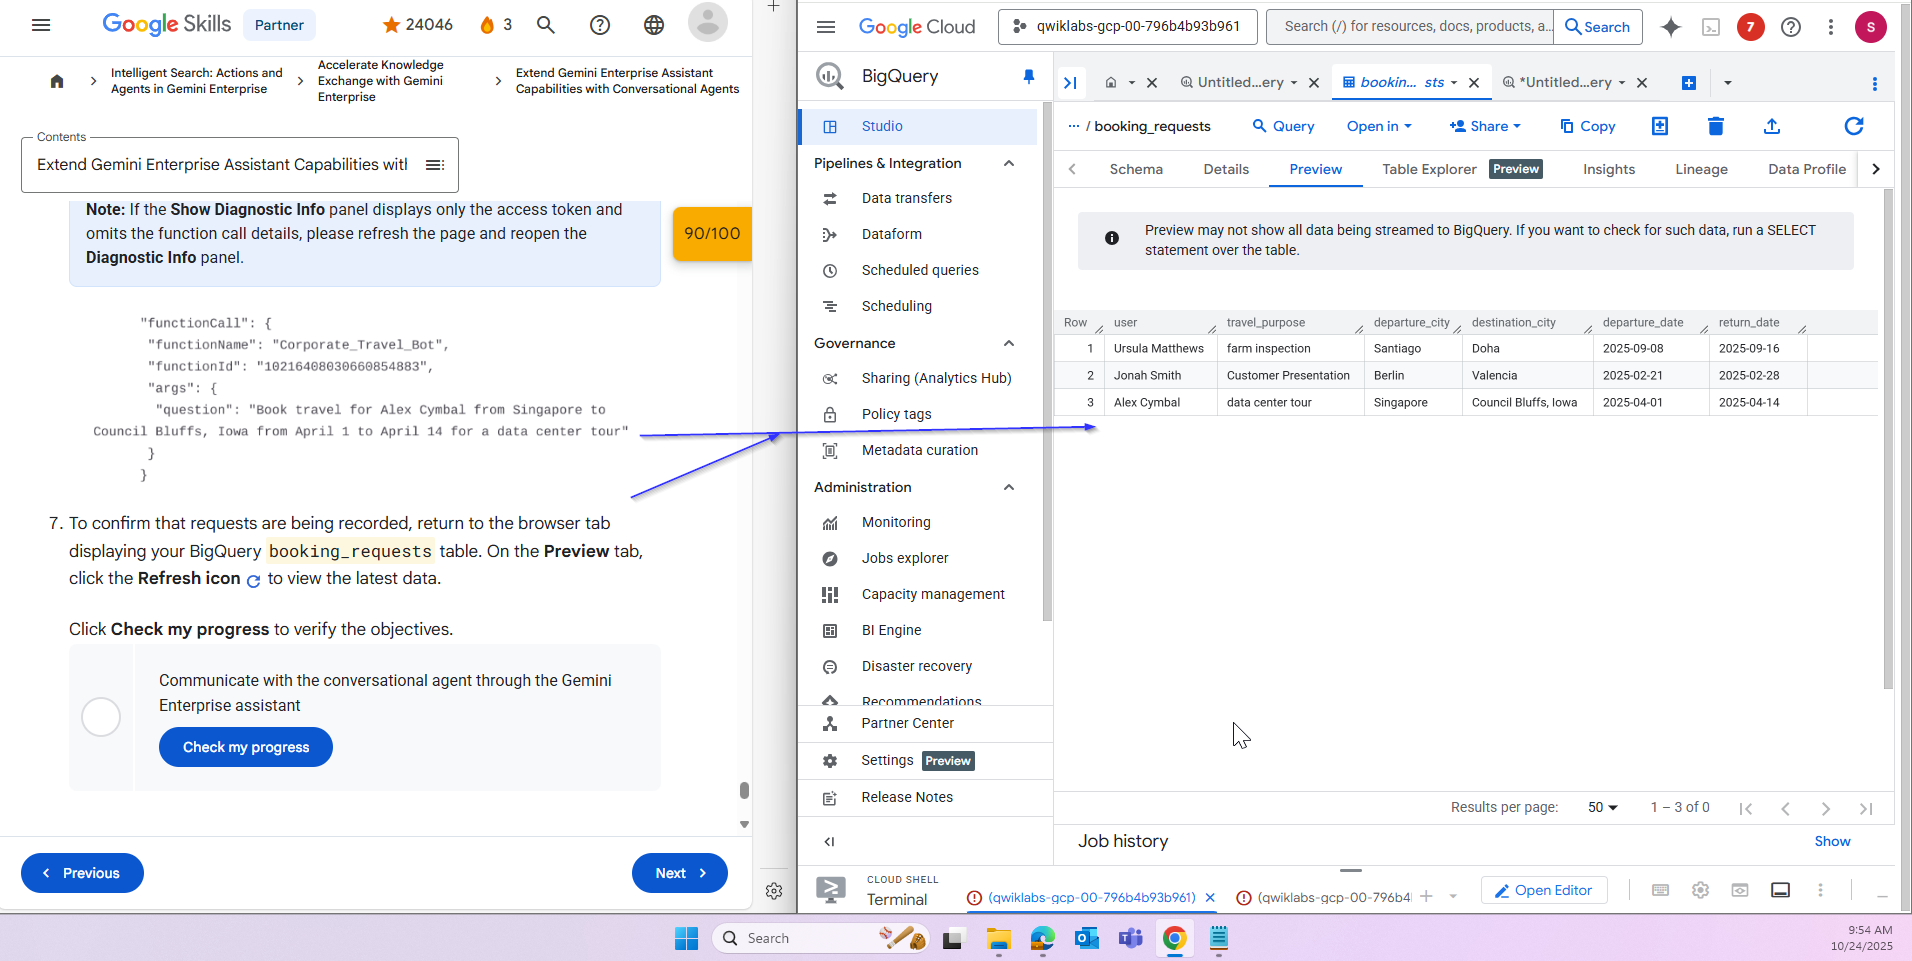 Google Skills
Partner
24046
3
Intelligent Search: Actions and
Agents in Gemini Enterprise
Accelerate Knowledge
Exchange with Gemini
Enterprise
Extend Gemini Enterprise Assistant
Capabilities with Conversational Agents
Contents
Extend Gemini Enterprise Assistant Capabilities with
Note: If the Show Diagnostic Info panel displays only the access token and
omits the function call details, please refresh the page and reopen the
Diagnostic Info panel.
90/100
"functionCall": {
"functionName": "Corporate_Travel_Bot",
"functionId": "10216408030660854883",
"args": {
"question": "Book travel for Alex Cymbal from Singapore to
Council Bluffs, Iowa from April 1 to April 14 for a data center tour"
}
}
7. To confirm that requests are being recorded, return to the browser tab
displaying your BigQuery booking_requests table. On the Preview tab,
click the Refresh icon to view the latest data.
Click Check my progress to verify the objectives.
Communicate with the conversational agent through the Gemini
Enterprise assistant
Check my progress
Previous
Next
Google Cloud
qwiklabs-gcp-00-796b4b93b961
Search (/) for resources, docs, products, a...
Search
7
S
BigQuery
Studio
Pipelines & Integration
Data transfers
Dataform
Scheduled queries
Scheduling
Governance
Sharing (Analytics Hub)
Policy tags
Metadata curation
Administration
Monitoring
Jobs explorer
Capacity management
BI Engine
Disaster recovery
Recommendations
Partner Center
Settings Preview
Release Notes
Untitled...ery
bookin... sts
*Untitled...ery
... / booking_requests
Query
Open in
Share
Copy
Schema
Details
Preview
Table Explorer Preview
Insights
Lineage
Data Profile
Preview may not show all data being streamed to BigQuery. If you want to check for such data, run a SELECT
statement over the table.
Row user travel_purpose departure_city destination_city departure_date return_date
1 Ursula Matthews farm inspection Santiago Doha 2025-09-08 2025-09-16
2 Jonah Smith Customer Presentation Berlin Valencia 2025-02-21 2025-02-28
3 Alex Cymbal data center tour Singapore Council Bluffs, Iowa 2025-04-01 2025-04-14
Results per page: 50 1 – 3 of 0
Job history
Show
CLOUD SHELL
Terminal
(qwiklabs-gcp-00-796b4b93b961)
(qwiklabs-gcp-00-796b4
Open Editor
Search
9:54 AM
10/24/2025